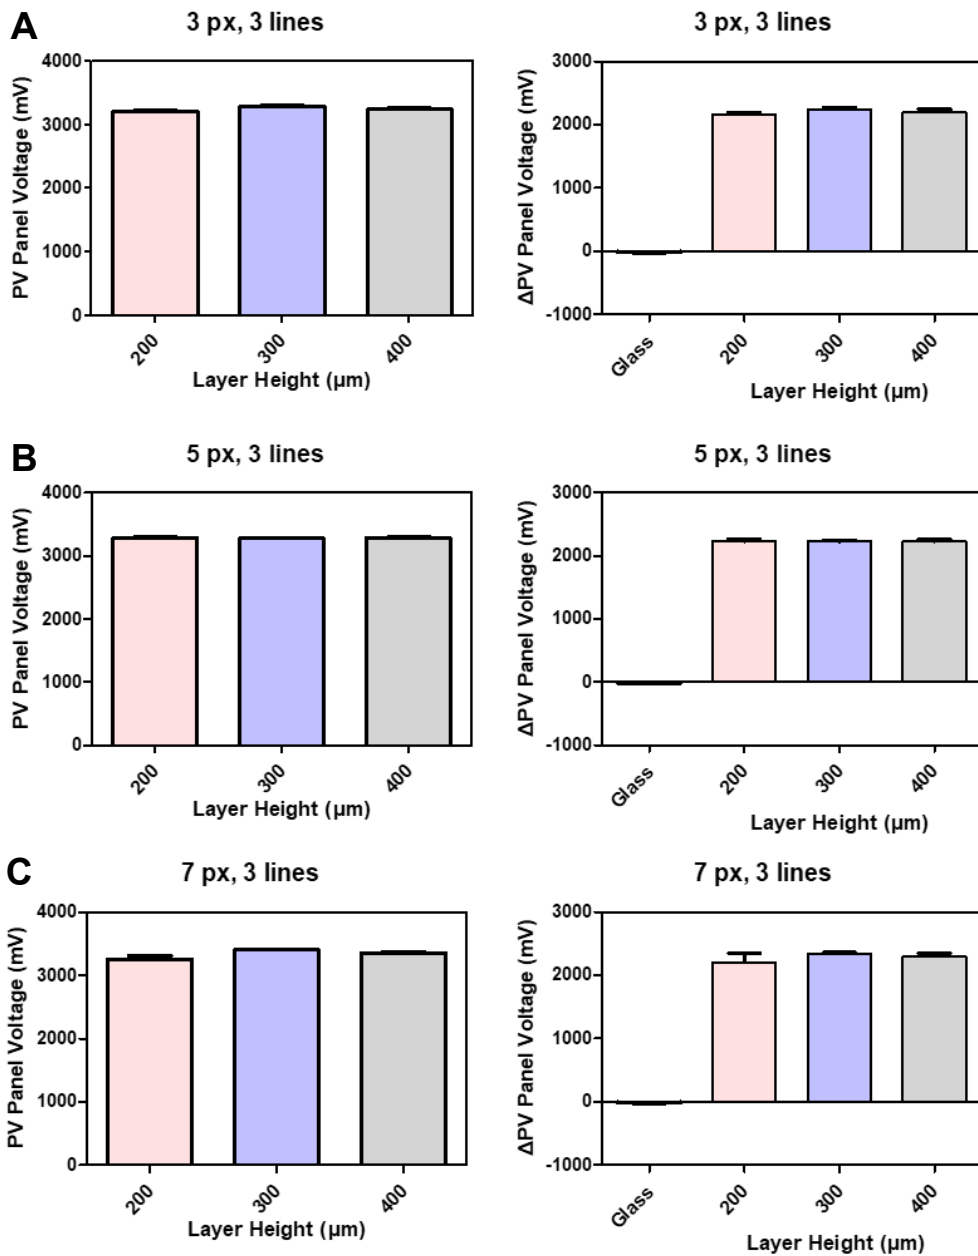 A
3 px, 3 lines
PV Panel Voltage (mV)
4000
3000
2000
1000
0
200
300
400
Layer Height (µm)
3 px, 3 lines
ΔPV Panel Voltage (mV)
3000
2000
1000
0
-1000
Glass
200
300
400
Layer Height (µm)
B
5 px, 3 lines
PV Panel Voltage (mV)
4000
3000
2000
1000
0
200
300
400
Layer Height (µm)
5 px, 3 lines
ΔPV Panel Voltage (mV)
3000
2000
1000
0
-1000
Glass
200
300
400
Layer Height (µm)
C
7 px, 3 lines
PV Panel Voltage (mV)
4000
3000
2000
1000
0
200
300
400
Layer Height (µm)
7 px, 3 lines
ΔPV Panel Voltage (mV)
3000
2000
1000
0
-1000
Glass
200
300
400
Layer Height (µm)